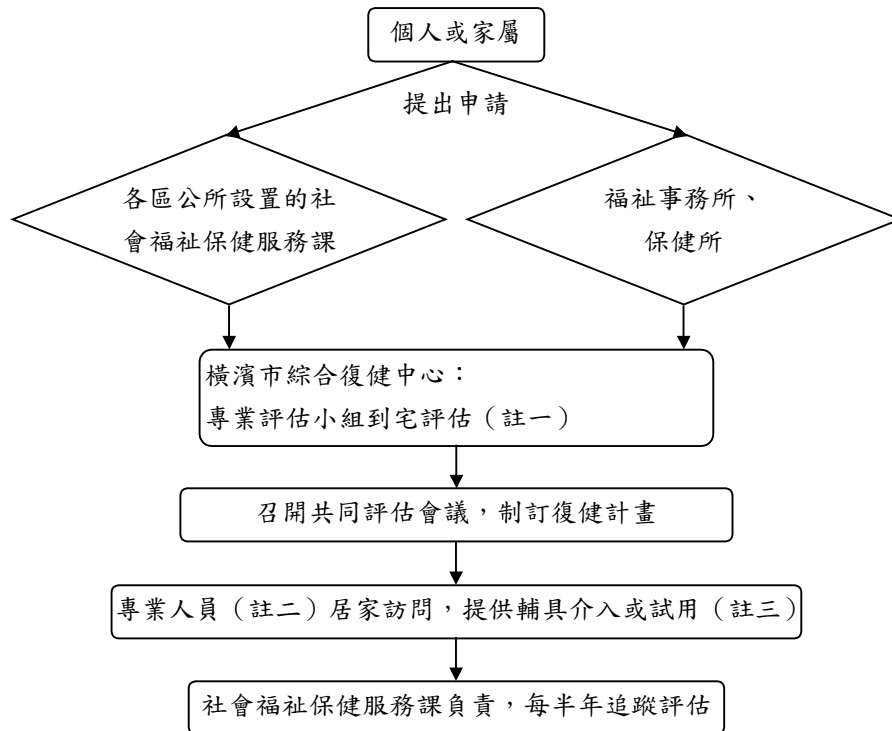 個人或家屬
提出申請
各區公所設置的社
會福祉保健服務課
福祉事務所、
保健所
橫濱市綜合復健中心：
專業評估小組到宅評估（註一）
召開共同評估會議，制訂復健計畫
專業人員（註二）居家訪問，提供輔具介入或試用（註三）
社會福祉保健服務課負責，每半年追蹤評估